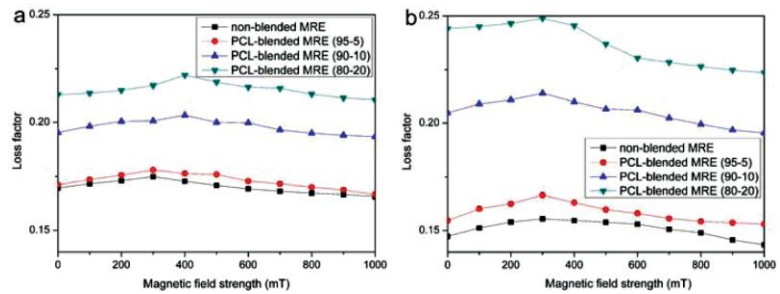 a
0.25
0.20
0.15
Loss factor
non-blended MRE
PCL-blended MRE (95-5)
PCL-blended MRE (90-10)
PCL-blended MRE (80-20)
0 200 400 600 800 1000
Magnetic field strength (mT)
b
0.25
0.20
0.15
Loss factor
non-blended MRE
PCL-blended MRE (95-5)
PCL-blended MRE (90-10)
PCL-blended MRE (80-20)
0 200 400 600 800 1000
Magnetic field strength (mT)